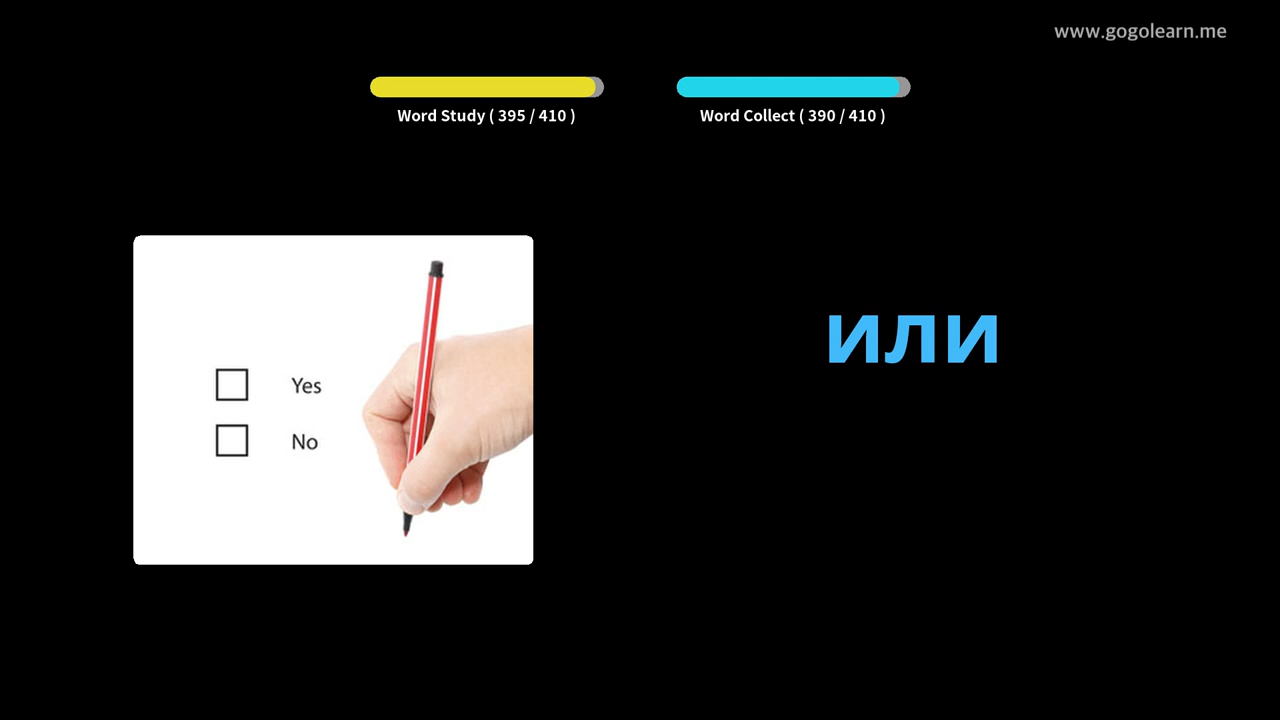 www.gogolearn.me
Word Study ( 395 / 410 )
Word Collect ( 390 / 410 )
или
Yes
No